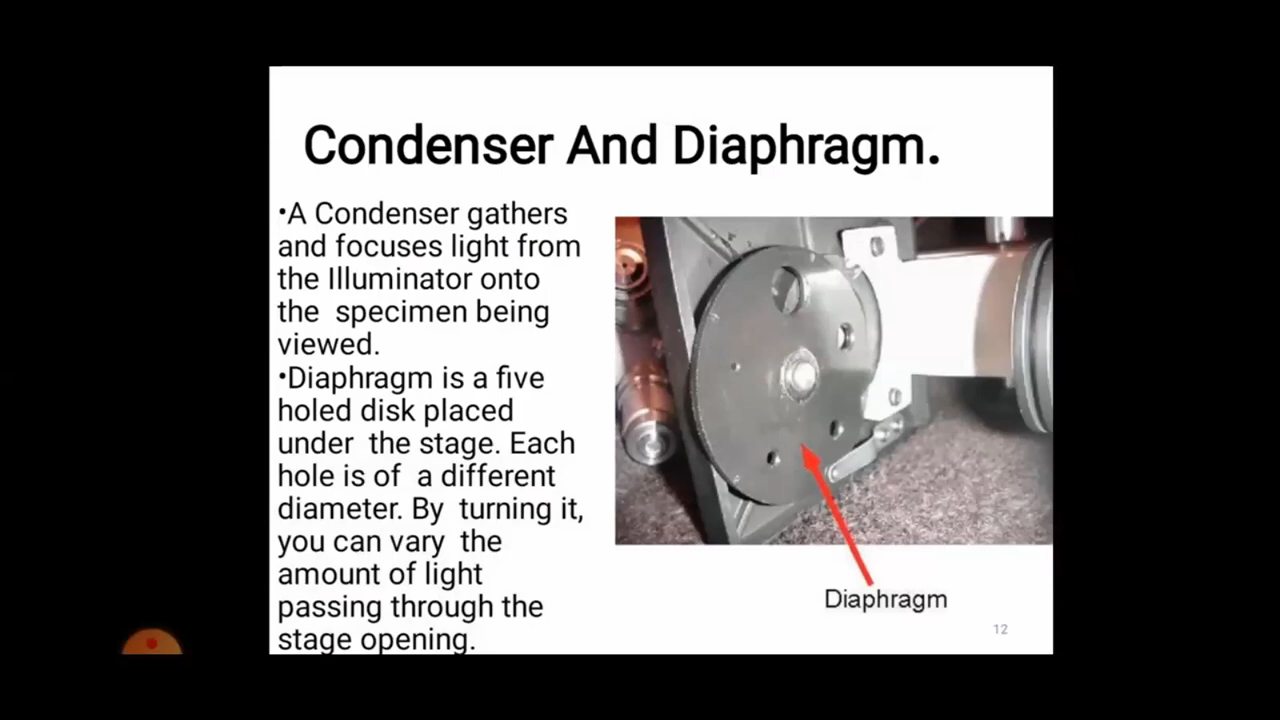 Condenser And Diaphragm.
•A Condenser gathers
and focuses light from
the Illuminator onto
the  specimen being
viewed.
•Diaphragm is a five
holed disk placed
under  the stage. Each
hole is of  a different
diameter. By  turning it,
you can vary  the
amount of light
passing through the
stage opening.
Diaphragm
12